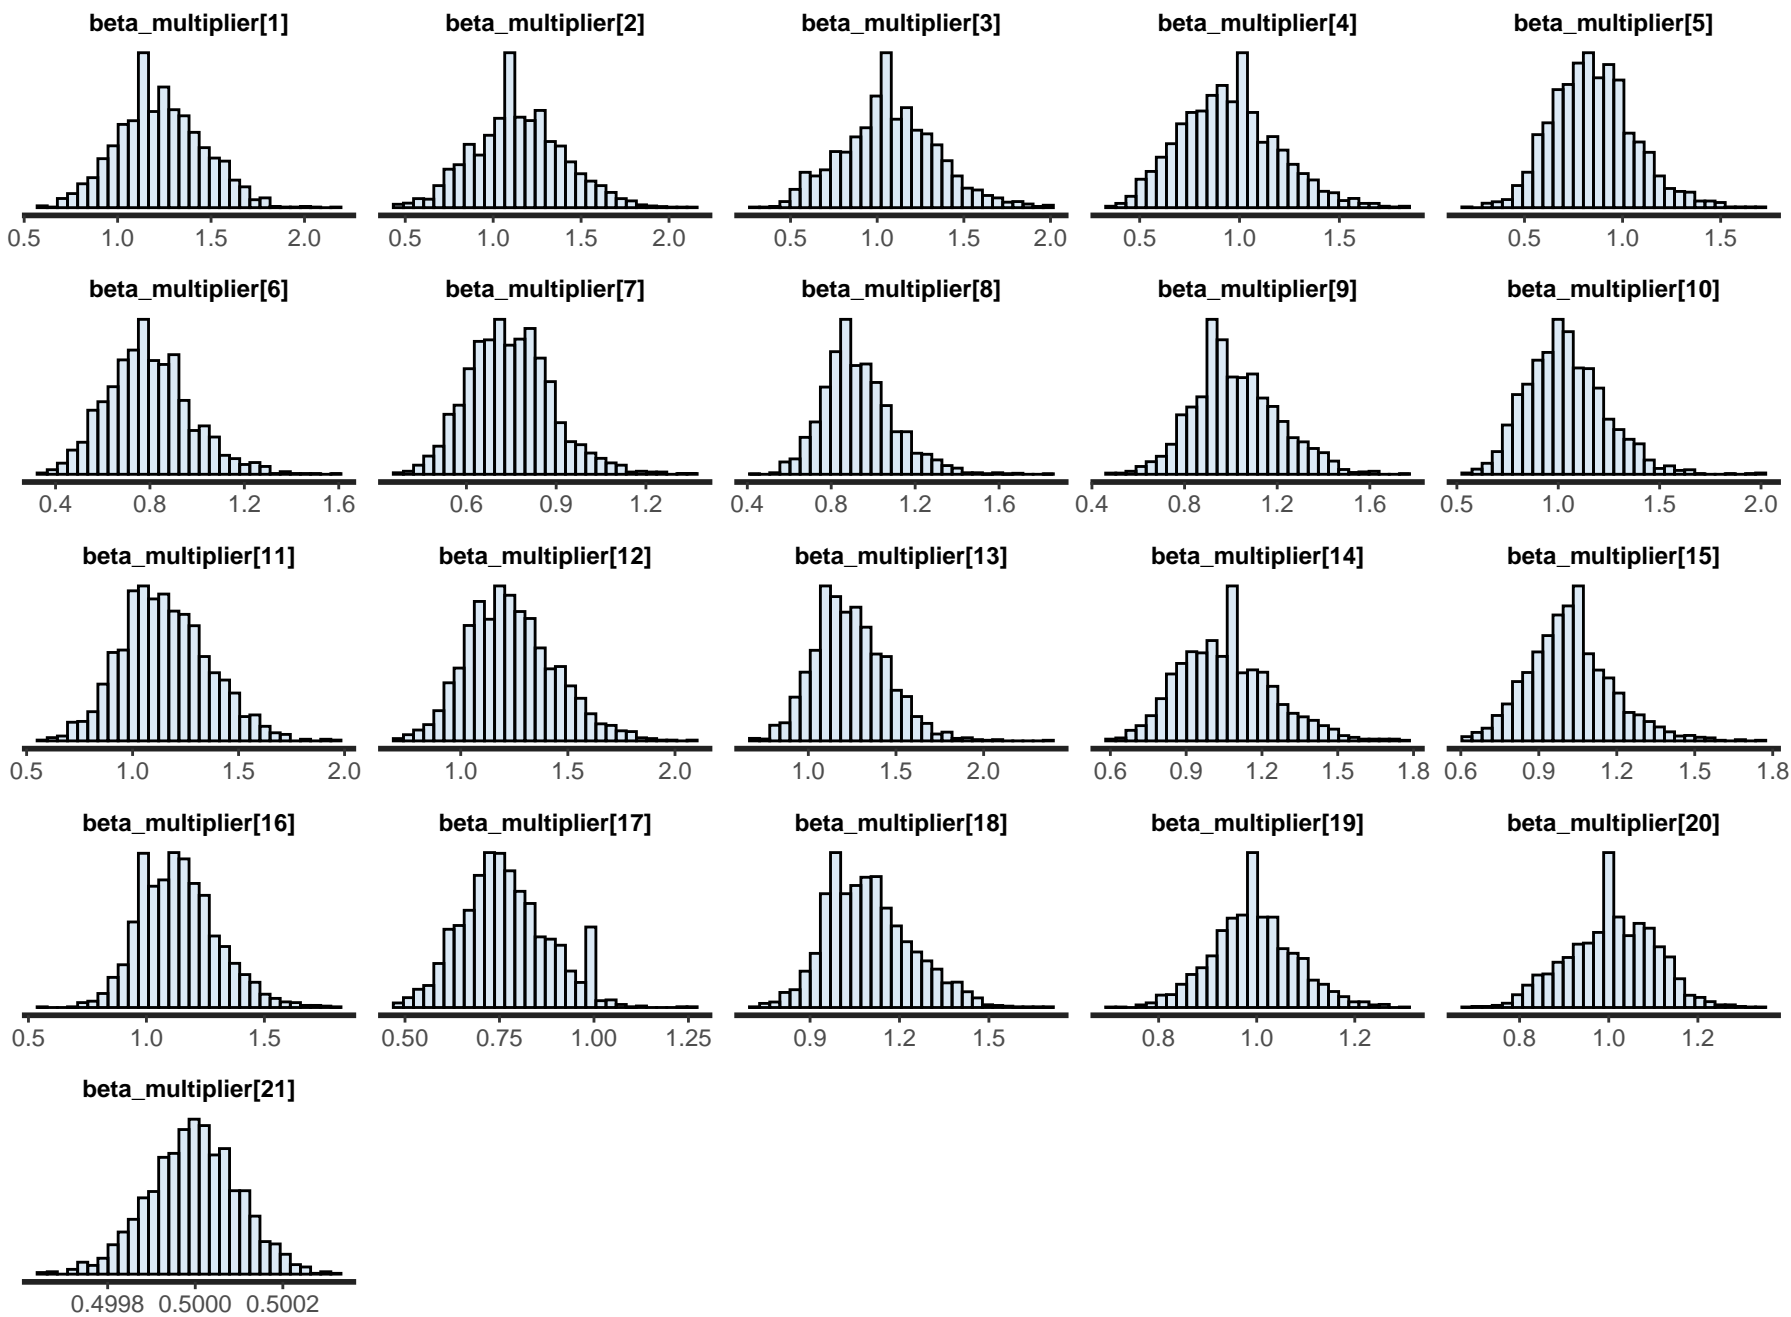 beta_multiplier[1] beta_multiplier[2] beta_multiplier[3] beta_multiplier[4] beta_multiplier[5]
0.5 1.0 1.5 2.0 0.5 1.0 1.5 2.0 0.5 1.0 1.5 2.0 0.5 1.0 1.5 0.5 1.0 1.5
beta_multiplier[6] beta_multiplier[7] beta_multiplier[8] beta_multiplier[9] beta_multiplier[10]
0.4 0.8 1.2 1.6 0.6 0.9 1.2 0.4 0.8 1.2 1.6 0.4 0.8 1.2 1.6 0.5 1.0 1.5 2.0
beta_multiplier[11] beta_multiplier[12] beta_multiplier[13] beta_multiplier[14] beta_multiplier[15]
0.5 1.0 1.5 2.0 1.0 1.5 2.0 1.0 1.5 2.0 0.6 0.9 1.2 1.5 1.8 0.6 0.9 1.2 1.5 1.8
beta_multiplier[16] beta_multiplier[17] beta_multiplier[18] beta_multiplier[19] beta_multiplier[20]
0.5 1.0 1.5 0.50 0.75 1.00 1.25 0.9 1.2 1.5 0.8 1.0 1.2 0.8 1.0 1.2
beta_multiplier[21]
0.4998 0.5000 0.5002